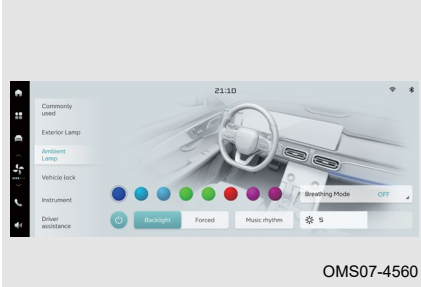 21:10
Commonly
used
Exterior Lamp
Ambient
Lamp
Vehicle lock
Instrument
Driver
assistance
Breathing Mode OFF
Backlight Forced Music rhythm 5
OMS07-4560